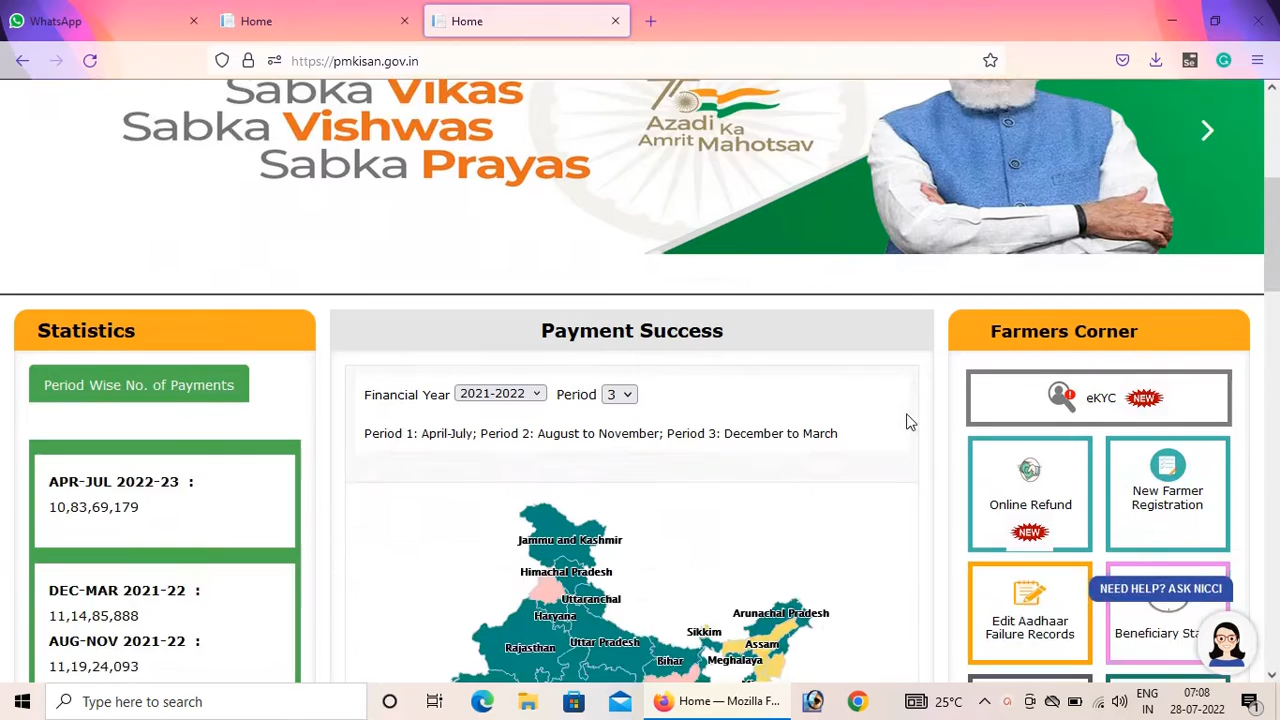 WhatsApp
Home
Home
https://pmkisan.gov.in
Se
Sabka Vikas
Sabka Vishwas
Sabka Prayas
75
Azadi Ka
Amrit Mahotsav
Statistics
Period Wise No. of Payments
APR-JUL 2022-23 :
10,83,69,179
DEC-MAR 2021-22 :
11,14,85,888
AUG-NOV 2021-22 :
11,19,24,093
Payment Success
Financial Year 2021-2022 Period 3
Period 1: April-July; Period 2: August to November; Period 3: December to March
Jammu and Kashmir
Himachal Pradesh
Uttaranchal
Haryana
Arunachal Pradesh
Sikkim
Rajasthan
Uttar Pradesh
Assam
Bihar
Meghalaya
Farmers Corner
eKYC NEW
Online Refund
NEW
New Farmer
Registration
Edit Aadhaar
Failure Records
NEED HELP? ASK NICCI
Beneficiary Sta
Type here to search
Home — Mozilla F...
25°C
ENG
IN
07:08
28-07-2022
1